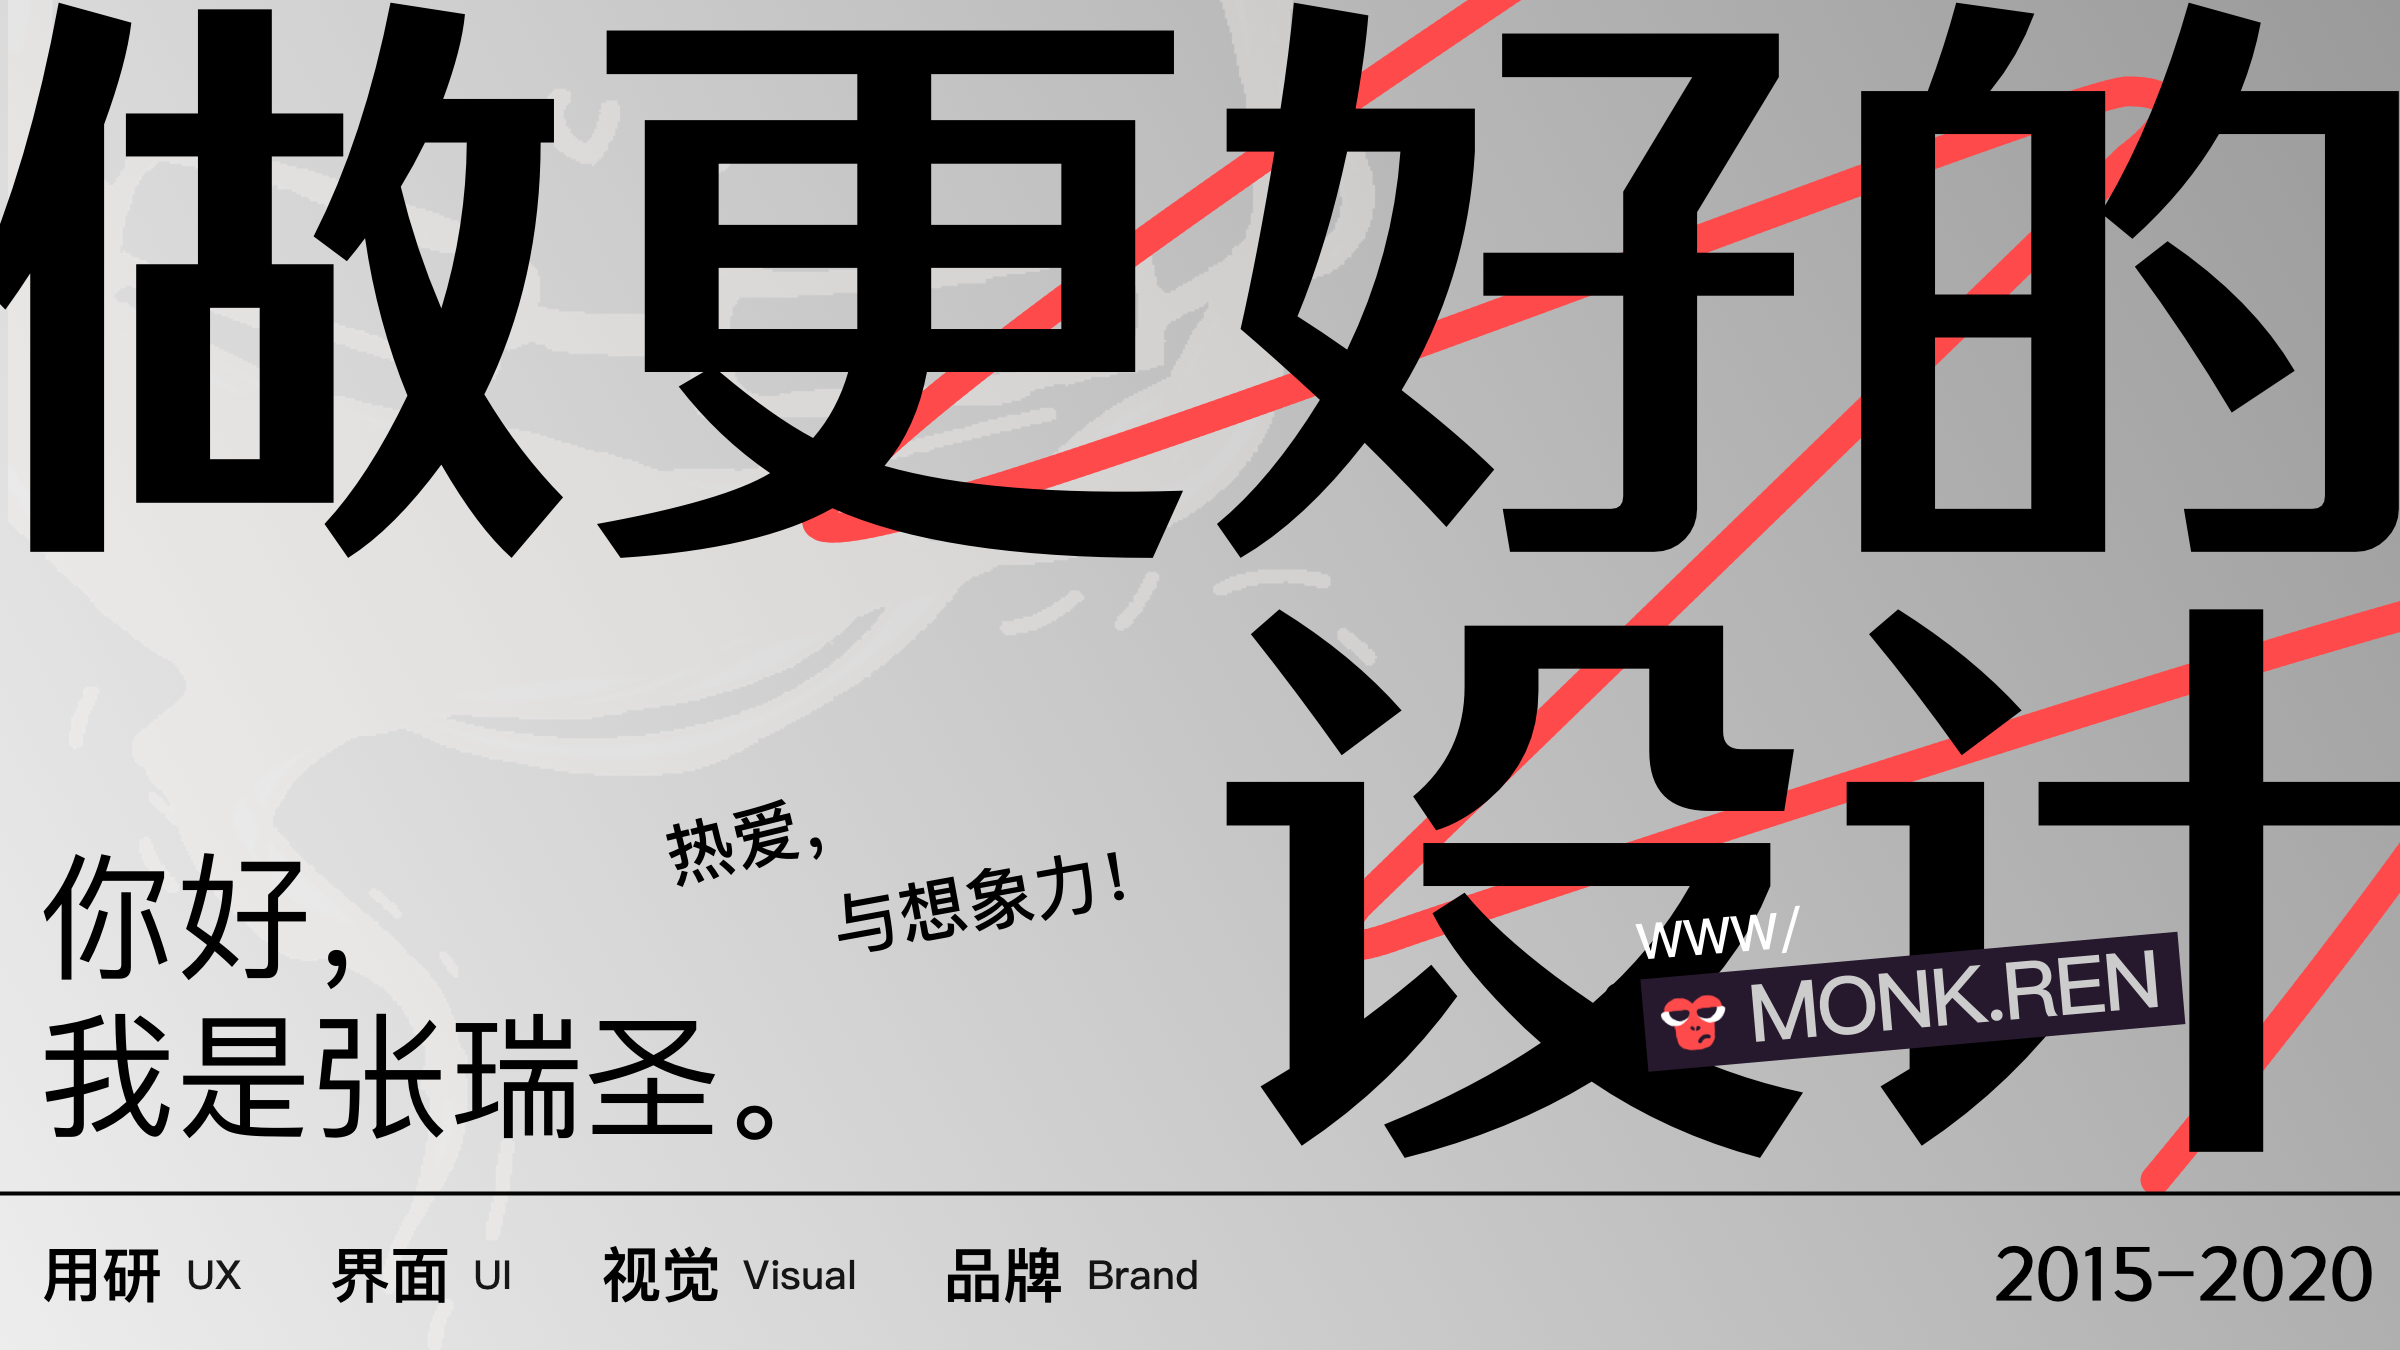 做更好的
设计
热爱，
与想象力！
你好，
我是张瑞圣。
www/
MONK.REN
用研 UX 界面 UI 视觉 Visual 品牌 Brand 2015–2020